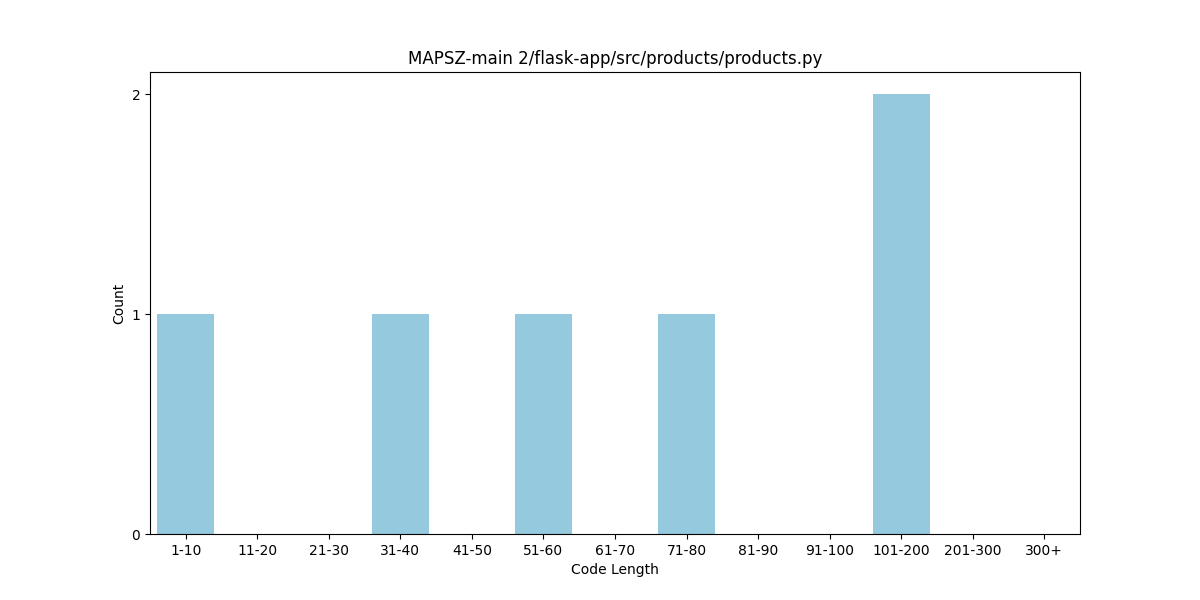 MAPSZ-main 2/flask-app/src/products/products.py
Count
2
1
0
1-10 11-20 21-30 31-40 41-50 51-60 61-70 71-80 81-90 91-100 101-200 201-300 300+
Code Length